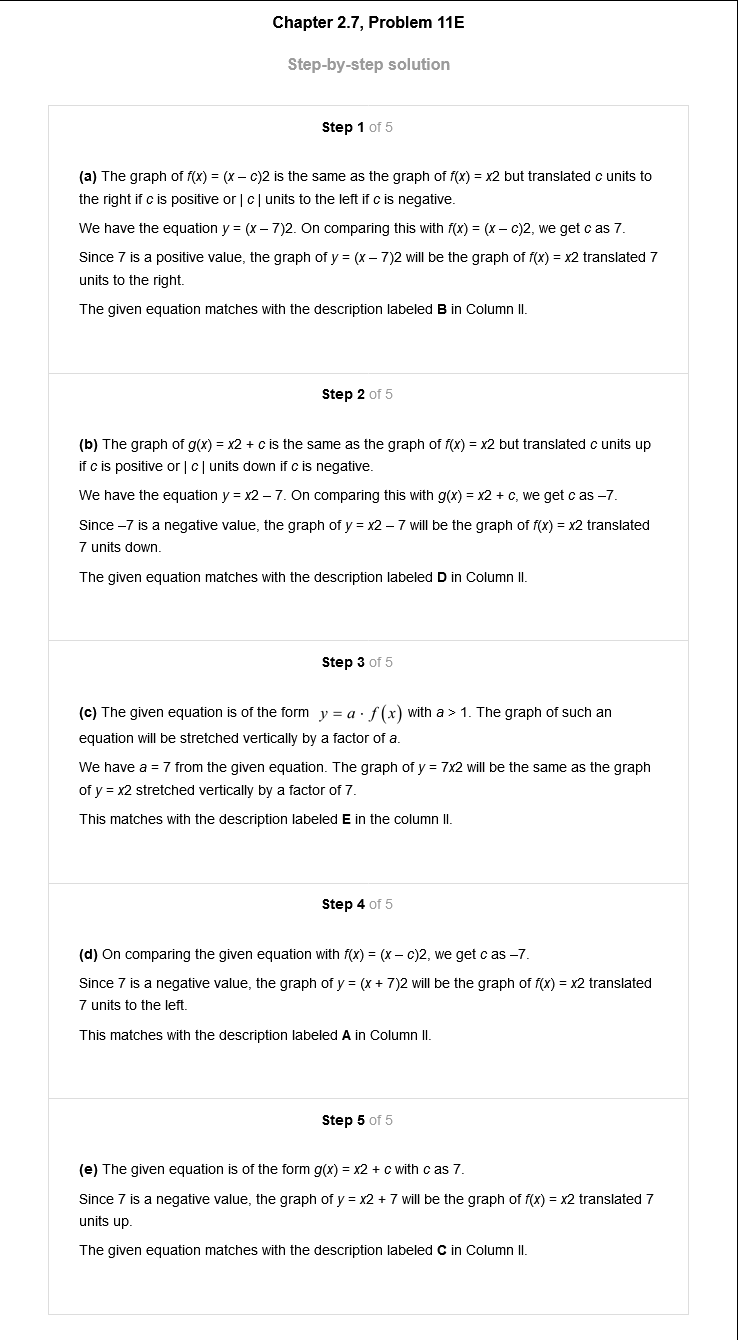 Chapter 2.7, Problem 11E
Step-by-step solution
Step 1 of 5
(a) The graph of f(x) = (x – c)2 is the same as the graph of f(x) = x2 but translated c units to
the right if c is positive or | c | units to the left if c is negative.
We have the equation y = (x – 7)2. On comparing this with f(x) = (x – c)2, we get c as 7.
Since 7 is a positive value, the graph of y = (x – 7)2 will be the graph of f(x) = x2 translated 7
units to the right.
The given equation matches with the description labeled B in Column II.
Step 2 of 5
(b) The graph of g(x) = x2 + c is the same as the graph of f(x) = x2 but translated c units up
if c is positive or | c | units down if c is negative.
We have the equation y = x2 – 7. On comparing this with g(x) = x2 + c, we get c as –7.
Since –7 is a negative value, the graph of y = x2 – 7 will be the graph of f(x) = x2 translated
7 units down.
The given equation matches with the description labeled D in Column II.
Step 3 of 5
(c) The given equation is of the form y = a · f(x) with a > 1. The graph of such an
equation will be stretched vertically by a factor of a.
We have a = 7 from the given equation. The graph of y = 7x2 will be the same as the graph
of y = x2 stretched vertically by a factor of 7.
This matches with the description labeled E in the column II.
Step 4 of 5
(d) On comparing the given equation with f(x) = (x – c)2, we get c as –7.
Since 7 is a negative value, the graph of y = (x + 7)2 will be the graph of f(x) = x2 translated
7 units to the left.
This matches with the description labeled A in Column II.
Step 5 of 5
(e) The given equation is of the form g(x) = x2 + c with c as 7.
Since 7 is a negative value, the graph of y = x2 + 7 will be the graph of f(x) = x2 translated 7
units up.
The given equation matches with the description labeled C in Column II.